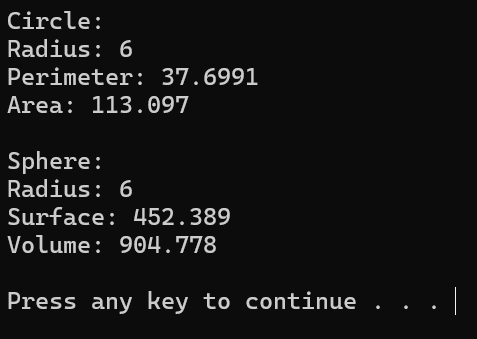 Circle:
Radius: 6
Perimeter: 37.6991
Area: 113.097
Sphere:
Radius: 6
Surface: 452.389
Volume: 904.778
Press any key to continue . . .